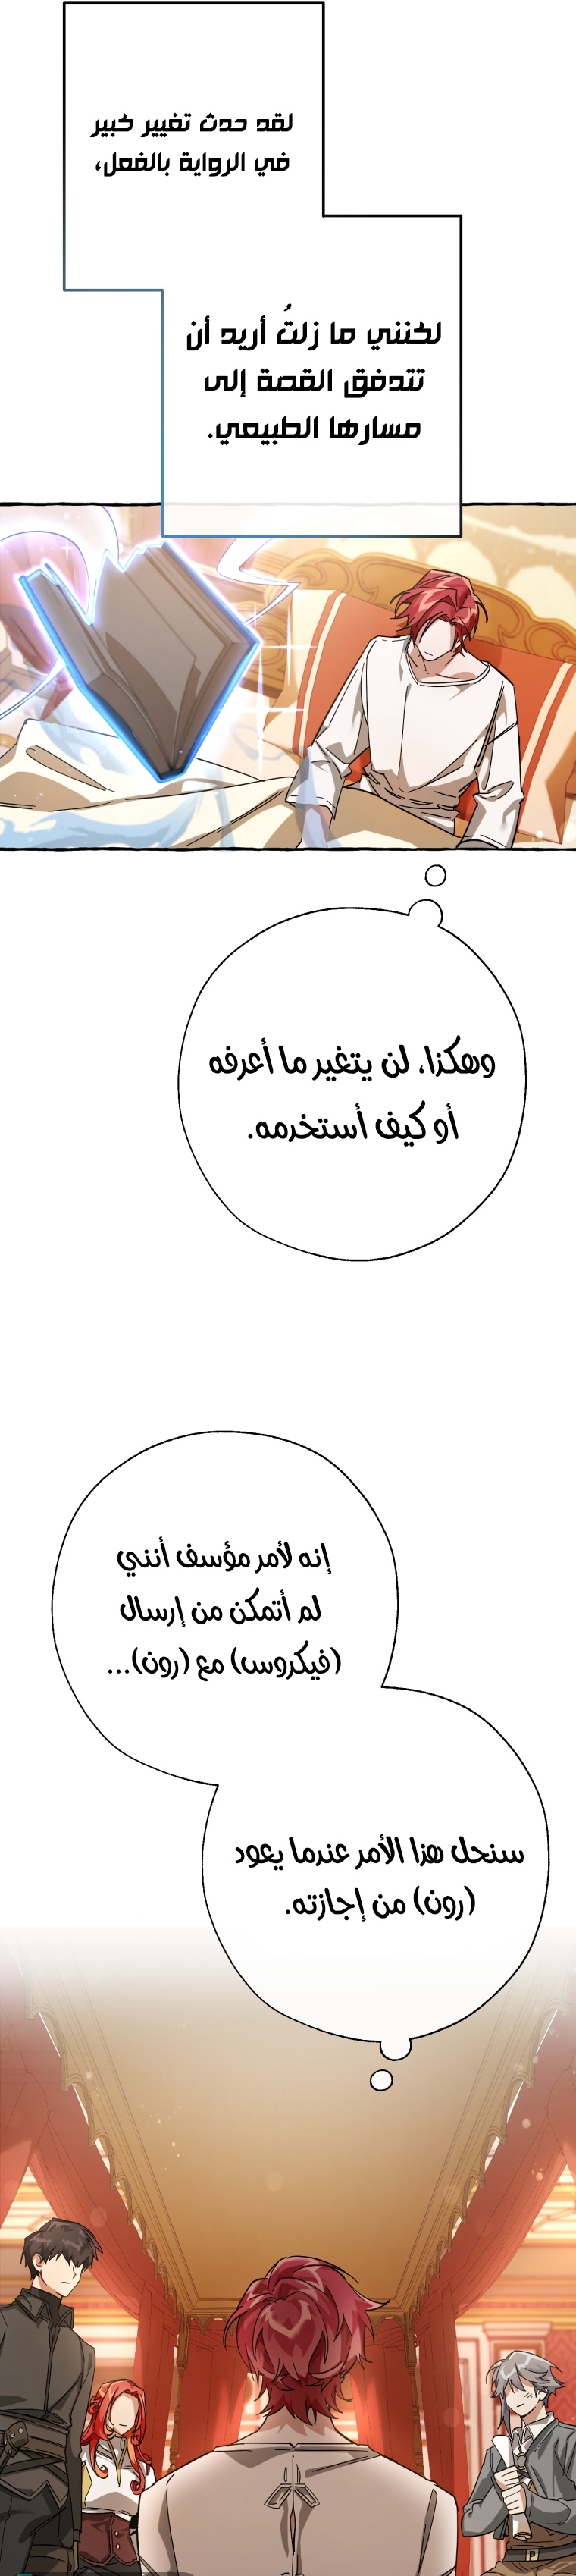 لقد حدث تغيير كبير
في الرواية بالفعل،
لكنني ما زلتُ أريد أن
تتدفق القصة إلى
مسارها الطبيعي.
وهكذا، لن يتغير ما أعرفه
أو كيف أستخدمه.
إنه لأمر مؤسف أنني
لم أتمكن من إرسال
(فيكروس) مع (رون)...
سنحل هذا الأمر عندما يعود
(رون) من إجازته.